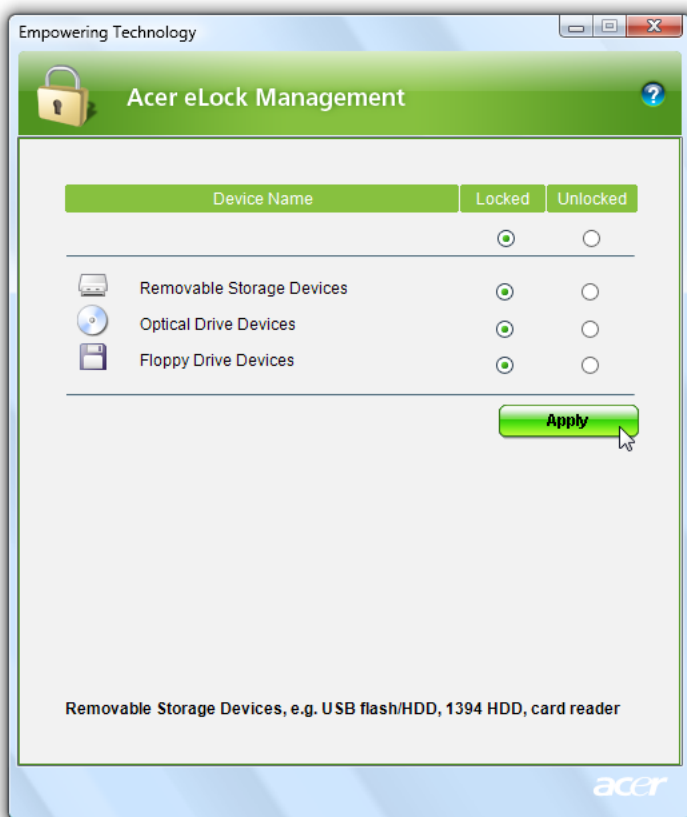 Empowering Technology
Acer eLock Management
?
Device Name Locked Unlocked
Removable Storage Devices
Optical Drive Devices
Floppy Drive Devices
Apply
Removable Storage Devices, e.g. USB flash/HDD, 1394 HDD, card reader
acer